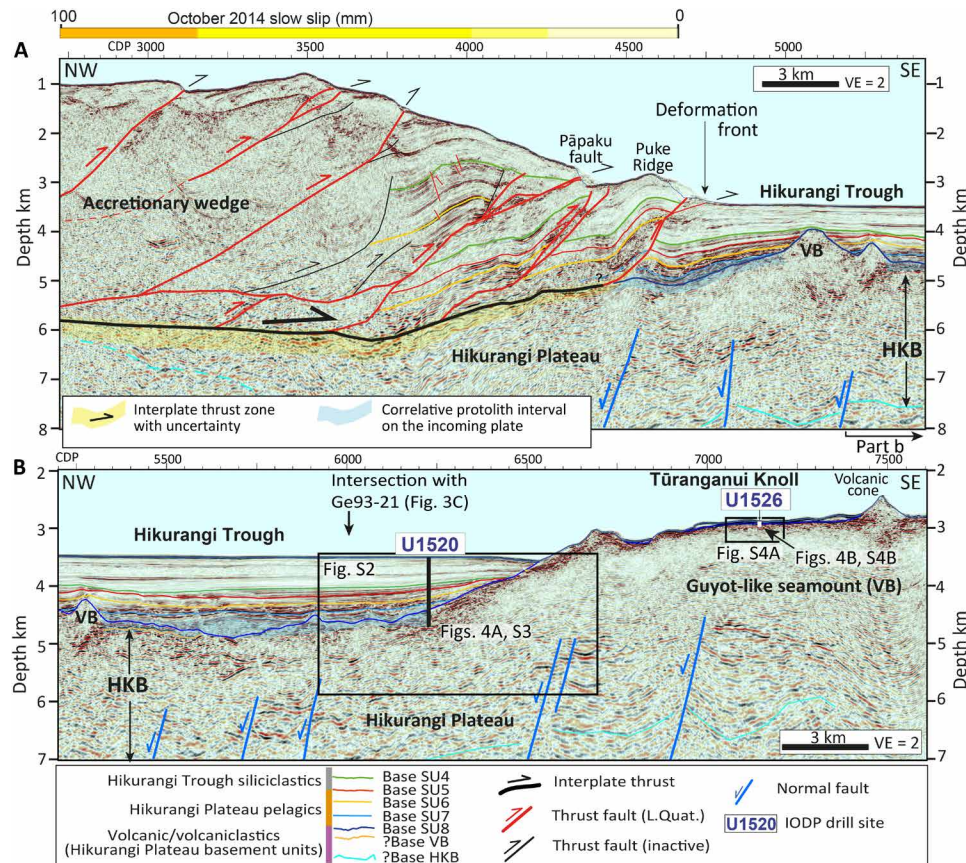 100
October 2014 slow slip (mm)
0
A
CDP 3000
3500
4000
4500
5000
NW
SE
3 km
VE = 2
Deformation
front
Pāpaku
fault
Puke
Ridge
Hikurangi Trough
Accretionary wedge
VB
?
Hikurangi Plateau
HKB
Depth km
1
2
3
4
5
6
7
8
Depth km
1
2
3
4
5
6
7
8
Interplate thrust zone
with uncertainty
Correlative protolith interval
on the incoming plate
Part b
B
CDP
5500
6000
6500
7000
7500
NW
Intersection with
Ge93-21 (Fig. 3C)
Tūranganui Knoll
U1526
Volcanic
cone
SE
Hikurangi Trough
U1520
Fig. S2
Fig. S4A
Figs. 4B, S4B
Guyot-like seamount (VB)
VB
Figs. 4A, S3
HKB
Hikurangi Plateau
3 km
VE = 2
Depth km
2
3
4
5
6
7
Depth km
2
3
4
5
6
7
Hikurangi Trough siliciclastics
Hikurangi Plateau pelagics
Volcanic/volcaniclastics
(Hikurangi Plateau basement units)
Base SU4
Base SU5
Base SU6
Base SU7
Base SU8
?Base VB
?Base HKB
Interplate thrust
Thrust fault (L.Quat.)
Thrust fault (inactive)
Normal fault
U1520
IODP drill site